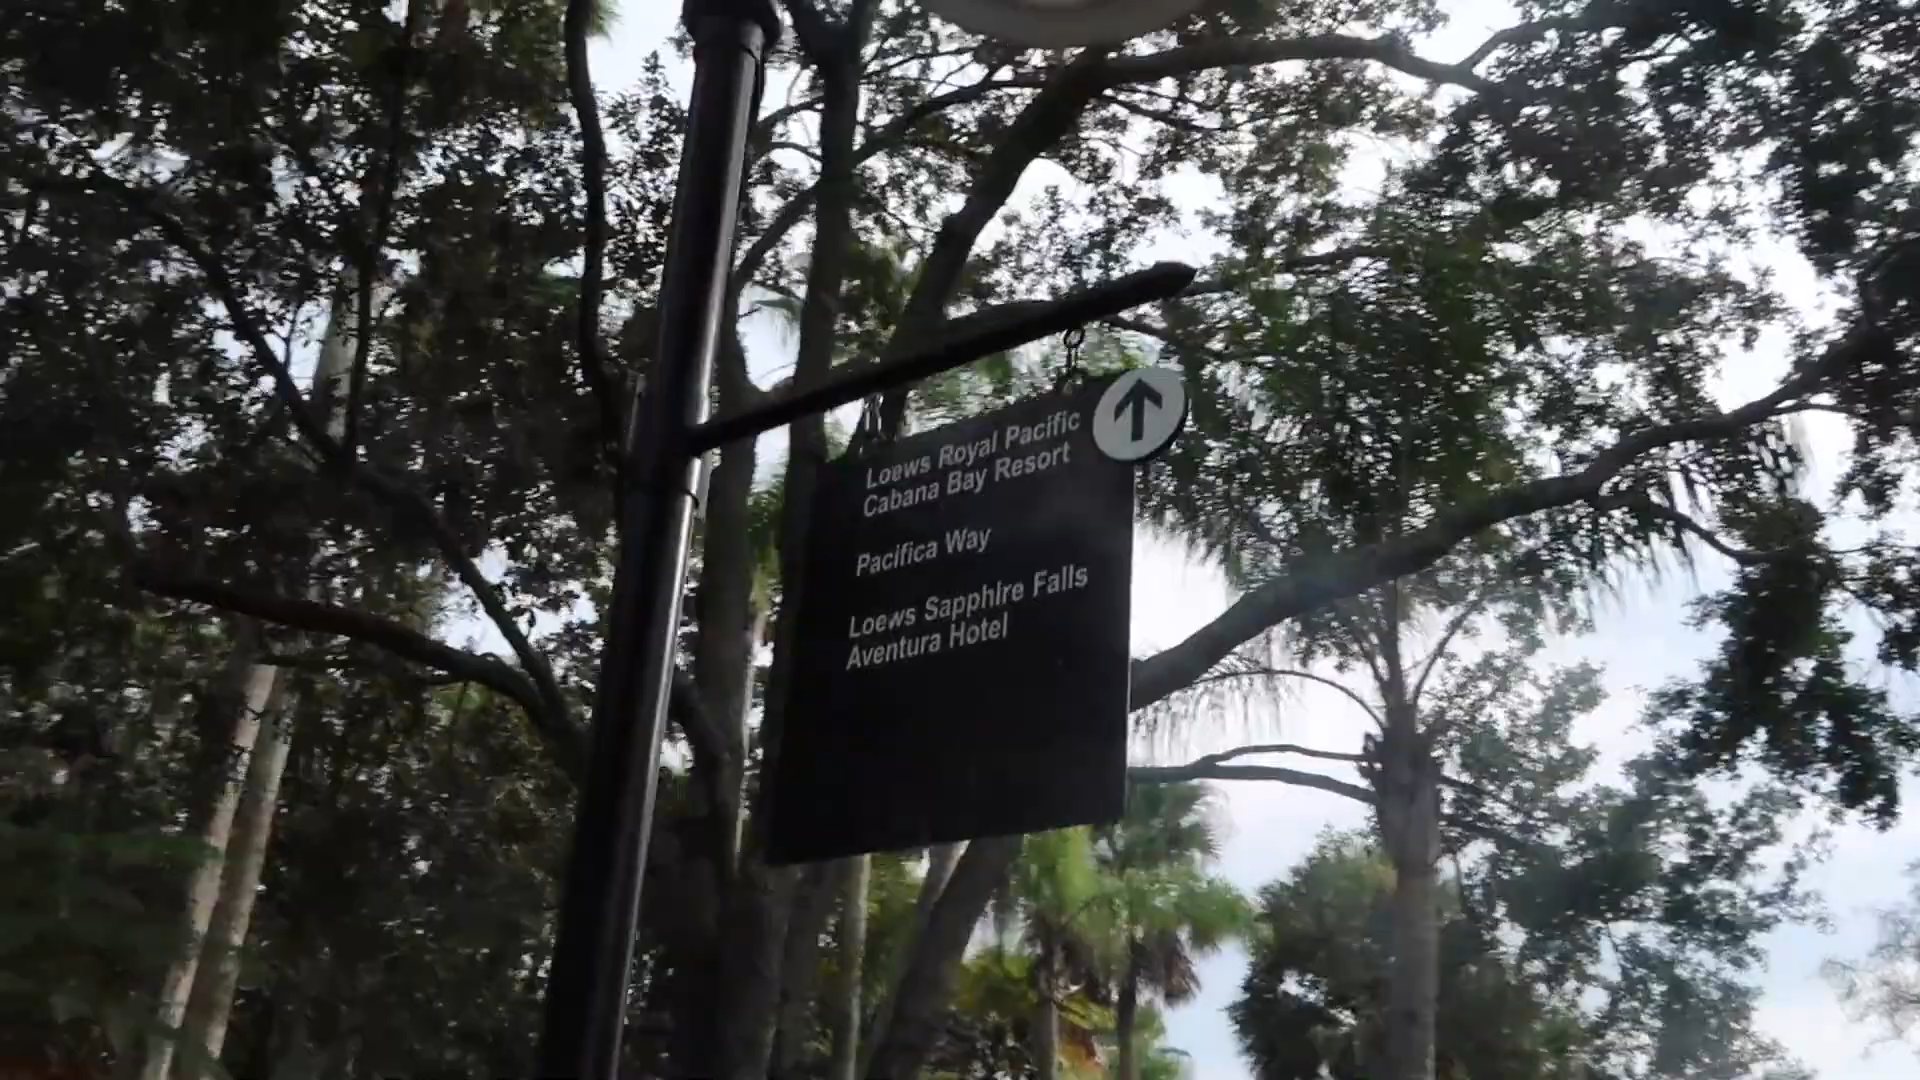 Loews Royal Pacific
Cabana Bay Resort
Pacifica Way
Loews Sapphire Falls
Aventura Hotel